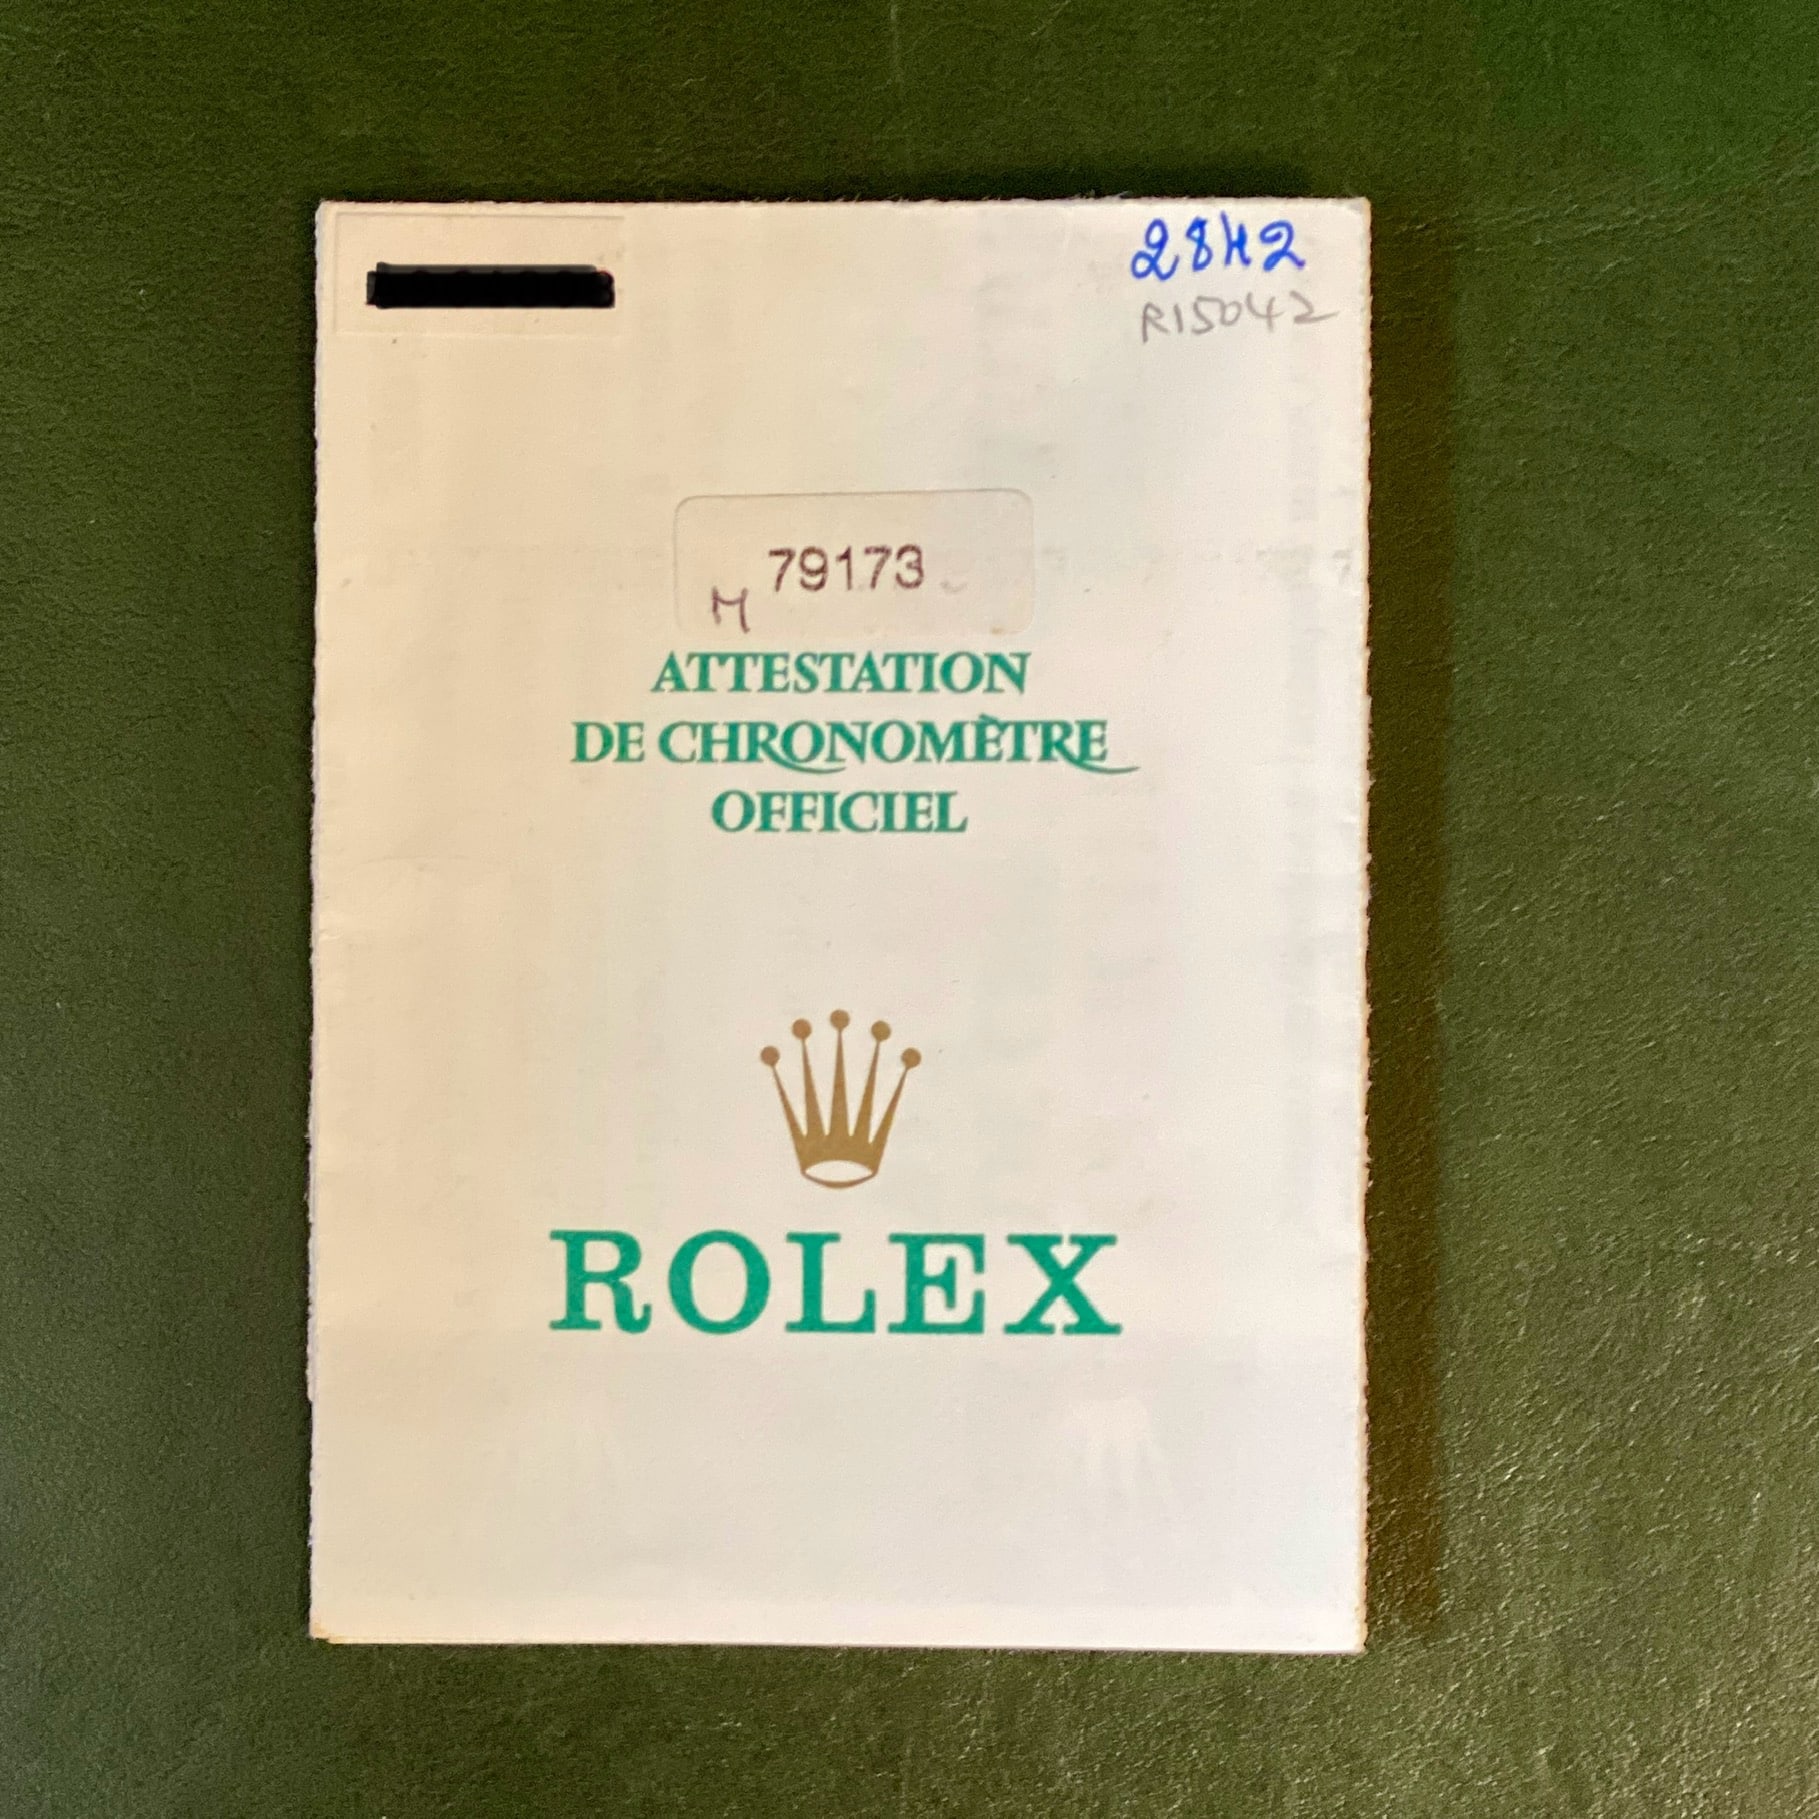 2842
R15042
79173
M
ATTESTATION
DE CHRONOMÈTRE
OFFICIEL
ROLEX